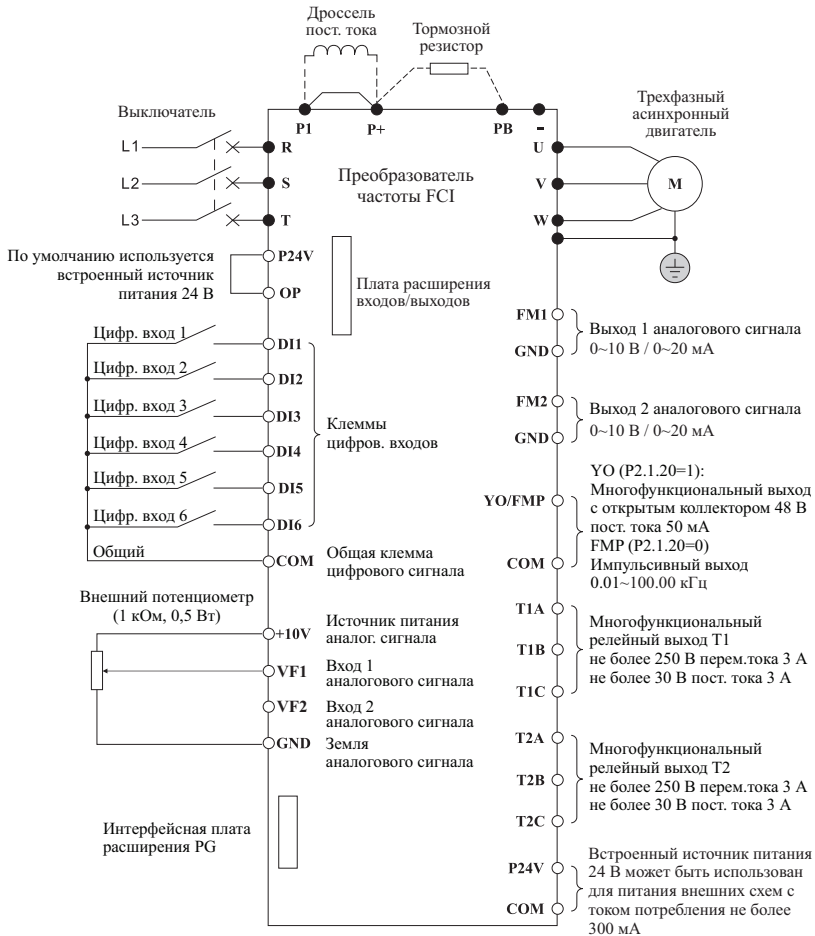 Дроссель
пост. тока
Тормозной
резистор
Выключатель
P1
P+
PB
-
Трехфазный
асинхронный
двигатель
L1
R
L2
S
L3
T
Преобразователь
частоты FCI
U
V
W
M
По умолчанию используется
встроенный источник
питания 24 В
P24V
OP
Плата расширения
входов/выходов
Цифр. вход 1
DI1
Цифр. вход 2
DI2
Цифр. вход 3
DI3
Цифр. вход 4
DI4
Цифр. вход 5
DI5
Цифр. вход 6
DI6
Клеммы
цифров. входов
Общий
COM
Общая клемма
цифрового сигнала
Внешний потенциометр
(1 кОм, 0,5 Вт)
+10V
Источник питания
аналог. сигнала
VF1
Вход 1
аналогового сигнала
VF2
Вход 2
аналогового сигнала
GND
Земля
аналогового сигнала
Интерфейсная плата
расширения PG
FM1
GND
Выход 1 аналогового сигнала
0~10 В / 0~20 мА
FM2
GND
Выход 2 аналогового сигнала
0~10 В / 0~20 мА
YO/FMP
COM
YO (P2.1.20=1):
Многофункциональный выход
с открытым коллектором 48 В
пост. тока 50 мА
FMP (P2.1.20=0)
Импульсивный выход
0.01~100.00 кГц
T1A
T1B
T1C
Многофункциональный
релейный выход T1
не более 250 В перем.тока 3 А
не более 30 В пост. тока 3 А
T2A
T2B
T2C
Многофункциональный
релейный выход T2
не более 250 В перем.тока 3 А
не более 30 В пост. тока 3 А
P24V
COM
Встроенный источник питания
24 В может быть использован
для питания внешних схем с
током потребления не более
300 мА